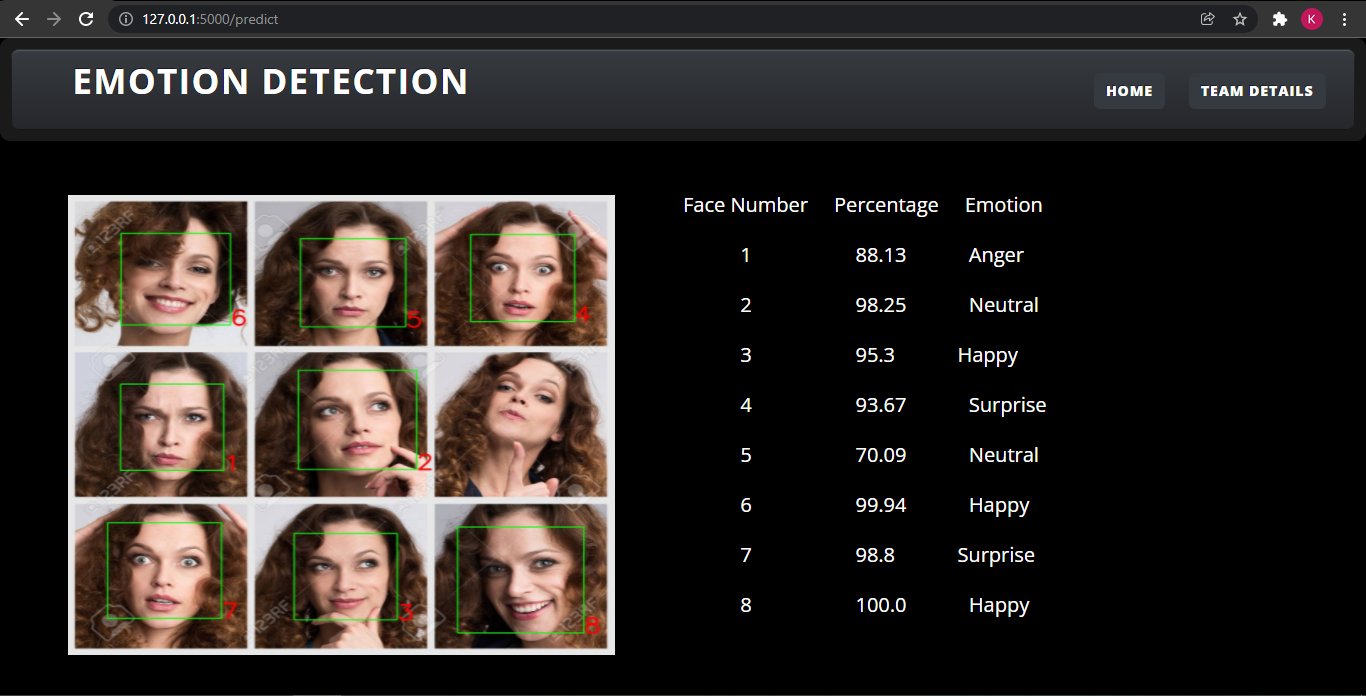 127.0.0.1:5000/predict
K
EMOTION DETECTION
HOME
TEAM DETAILS
Face Number Percentage Emotion
1 88.13 Anger
2 98.25 Neutral
3 95.3 Happy
4 93.67 Surprise
5 70.09 Neutral
6 99.94 Happy
7 98.8 Surprise
8 100.0 Happy
6 5 4
1 2
7 3 8
123RF